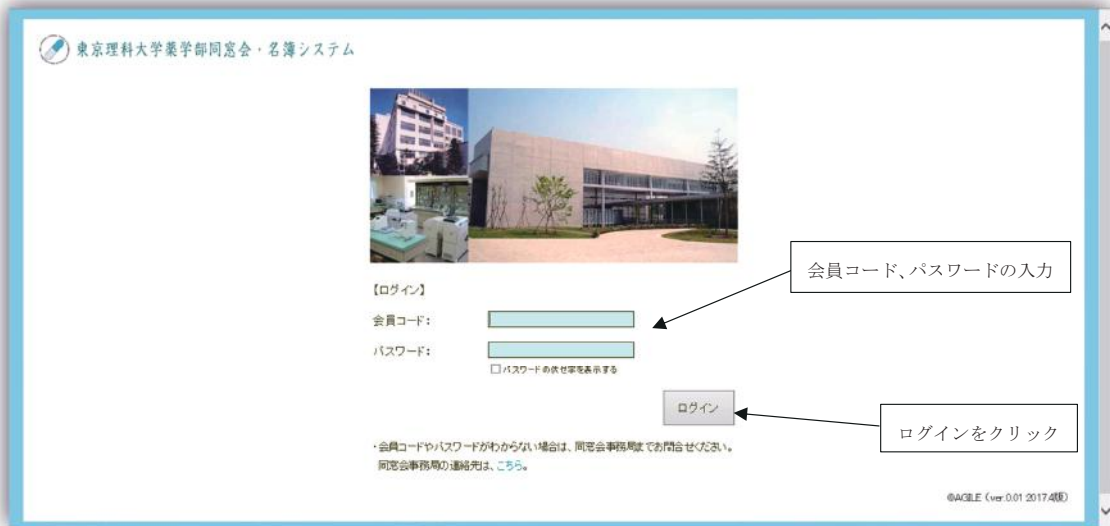 東京理科大学薬学部同窓会・名簿システム
会員コード、パスワードの入力
【ログイン】
会員コード:
パスワード:
パスワードの伏せ字を表示する
ログイン
ログインをクリック
・会員コードやパスワードがわからない場合は、同窓会事務局までお問合せください。
同窓会事務局の連絡先は、こちら。
©AGILE (ver.0.01 2017.4版)